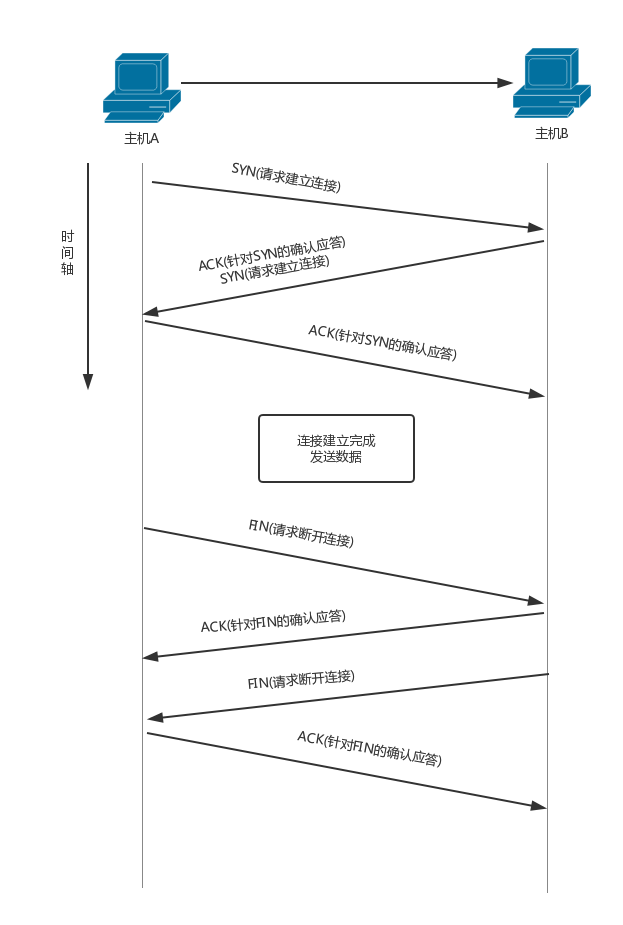 主机A
主机B
时
间
轴
SYN(请求建立连接)
ACK(针对SYN的确认应答)
SYN(请求建立连接)
ACK(针对SYN的确认应答)
连接建立完成
发送数据
FIN(请求断开连接)
ACK(针对FIN的确认应答)
FIN(请求断开连接)
ACK(针对FIN的确认应答)